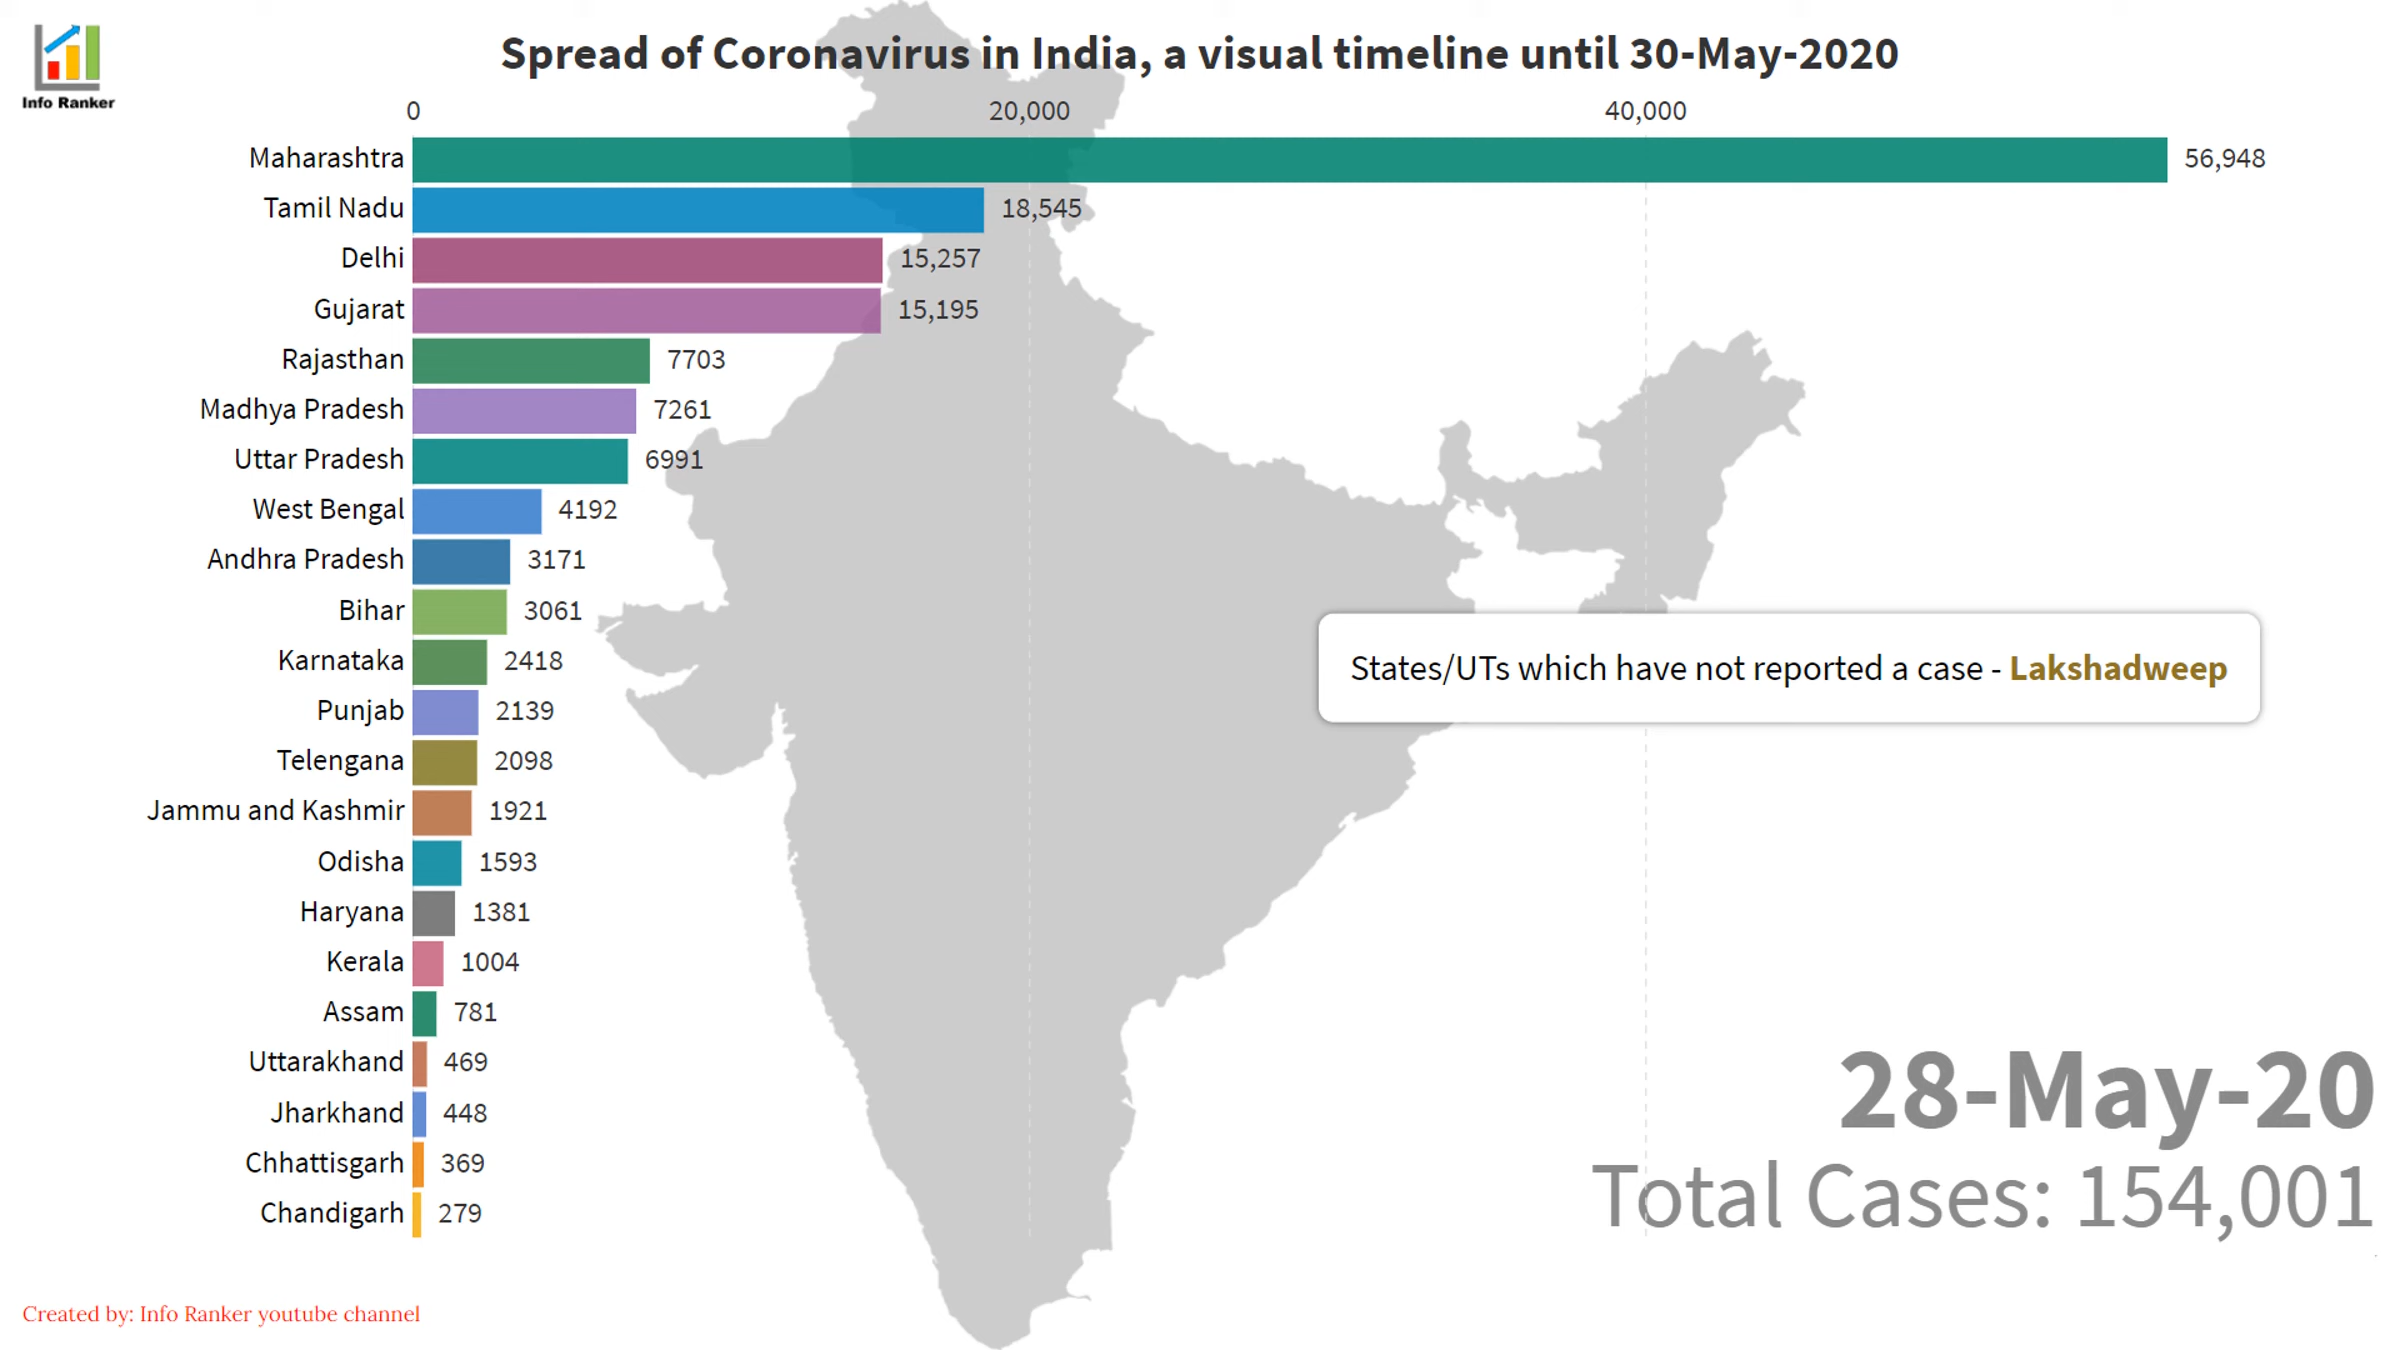 Spread of Coronavirus in India, a visual timeline until 30-May-2020
Info Ranker
0 20,000 40,000
Maharashtra 56,948
Tamil Nadu 18,545
Delhi 15,257
Gujarat 15,195
Rajasthan 7703
Madhya Pradesh 7261
Uttar Pradesh 6991
West Bengal 4192
Andhra Pradesh 3171
Bihar 3061
Karnataka 2418
States/UTs which have not reported a case - Lakshadweep
Punjab 2139
Telengana 2098
Jammu and Kashmir 1921
Odisha 1593
Haryana 1381
Kerala 1004
Assam 781
Uttarakhand 469
Jharkhand 448
Chhattisgarh 369
Chandigarh 279
28-May-20
Total Cases: 154,001
Created by: Info Ranker youtube channel